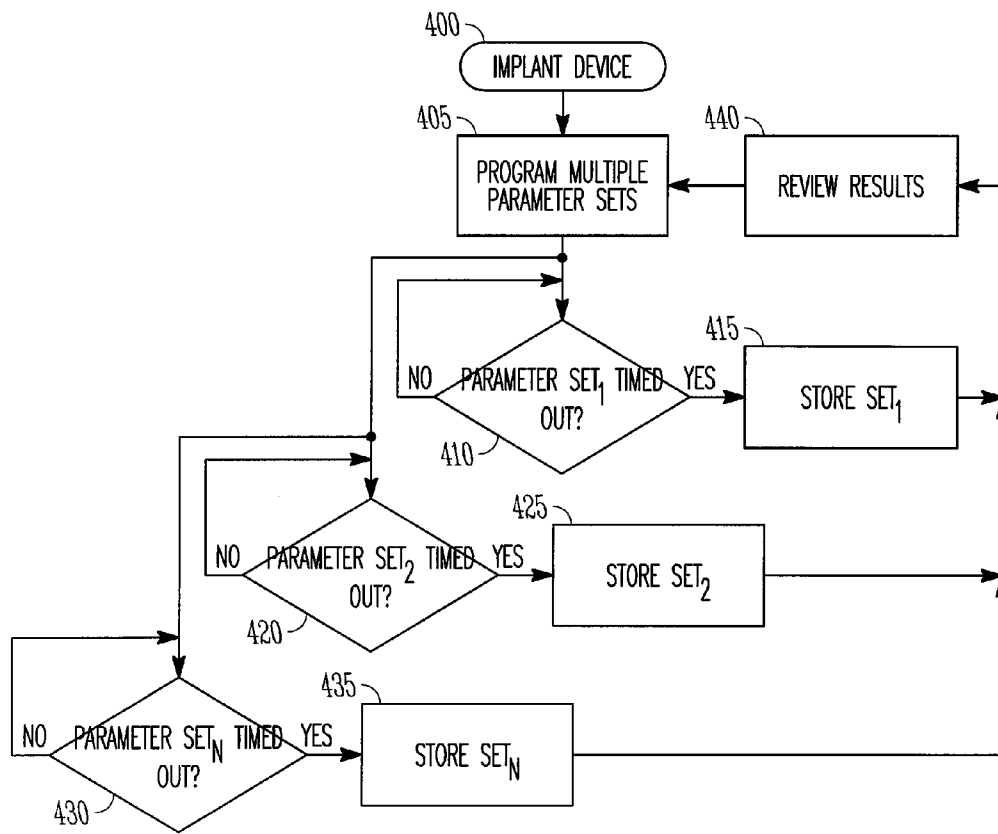 400
IMPLANT DEVICE
405
PROGRAM MULTIPLE
PARAMETER SETS
440
REVIEW RESULTS
415
NO
PARAMETER SET1 TIMED
OUT?
YES
410
STORE SET1
425
NO
PARAMETER SET2 TIMED
OUT?
YES
420
STORE SET2
435
NO
PARAMETER SETN TIMED
OUT?
YES
430
STORE SETN